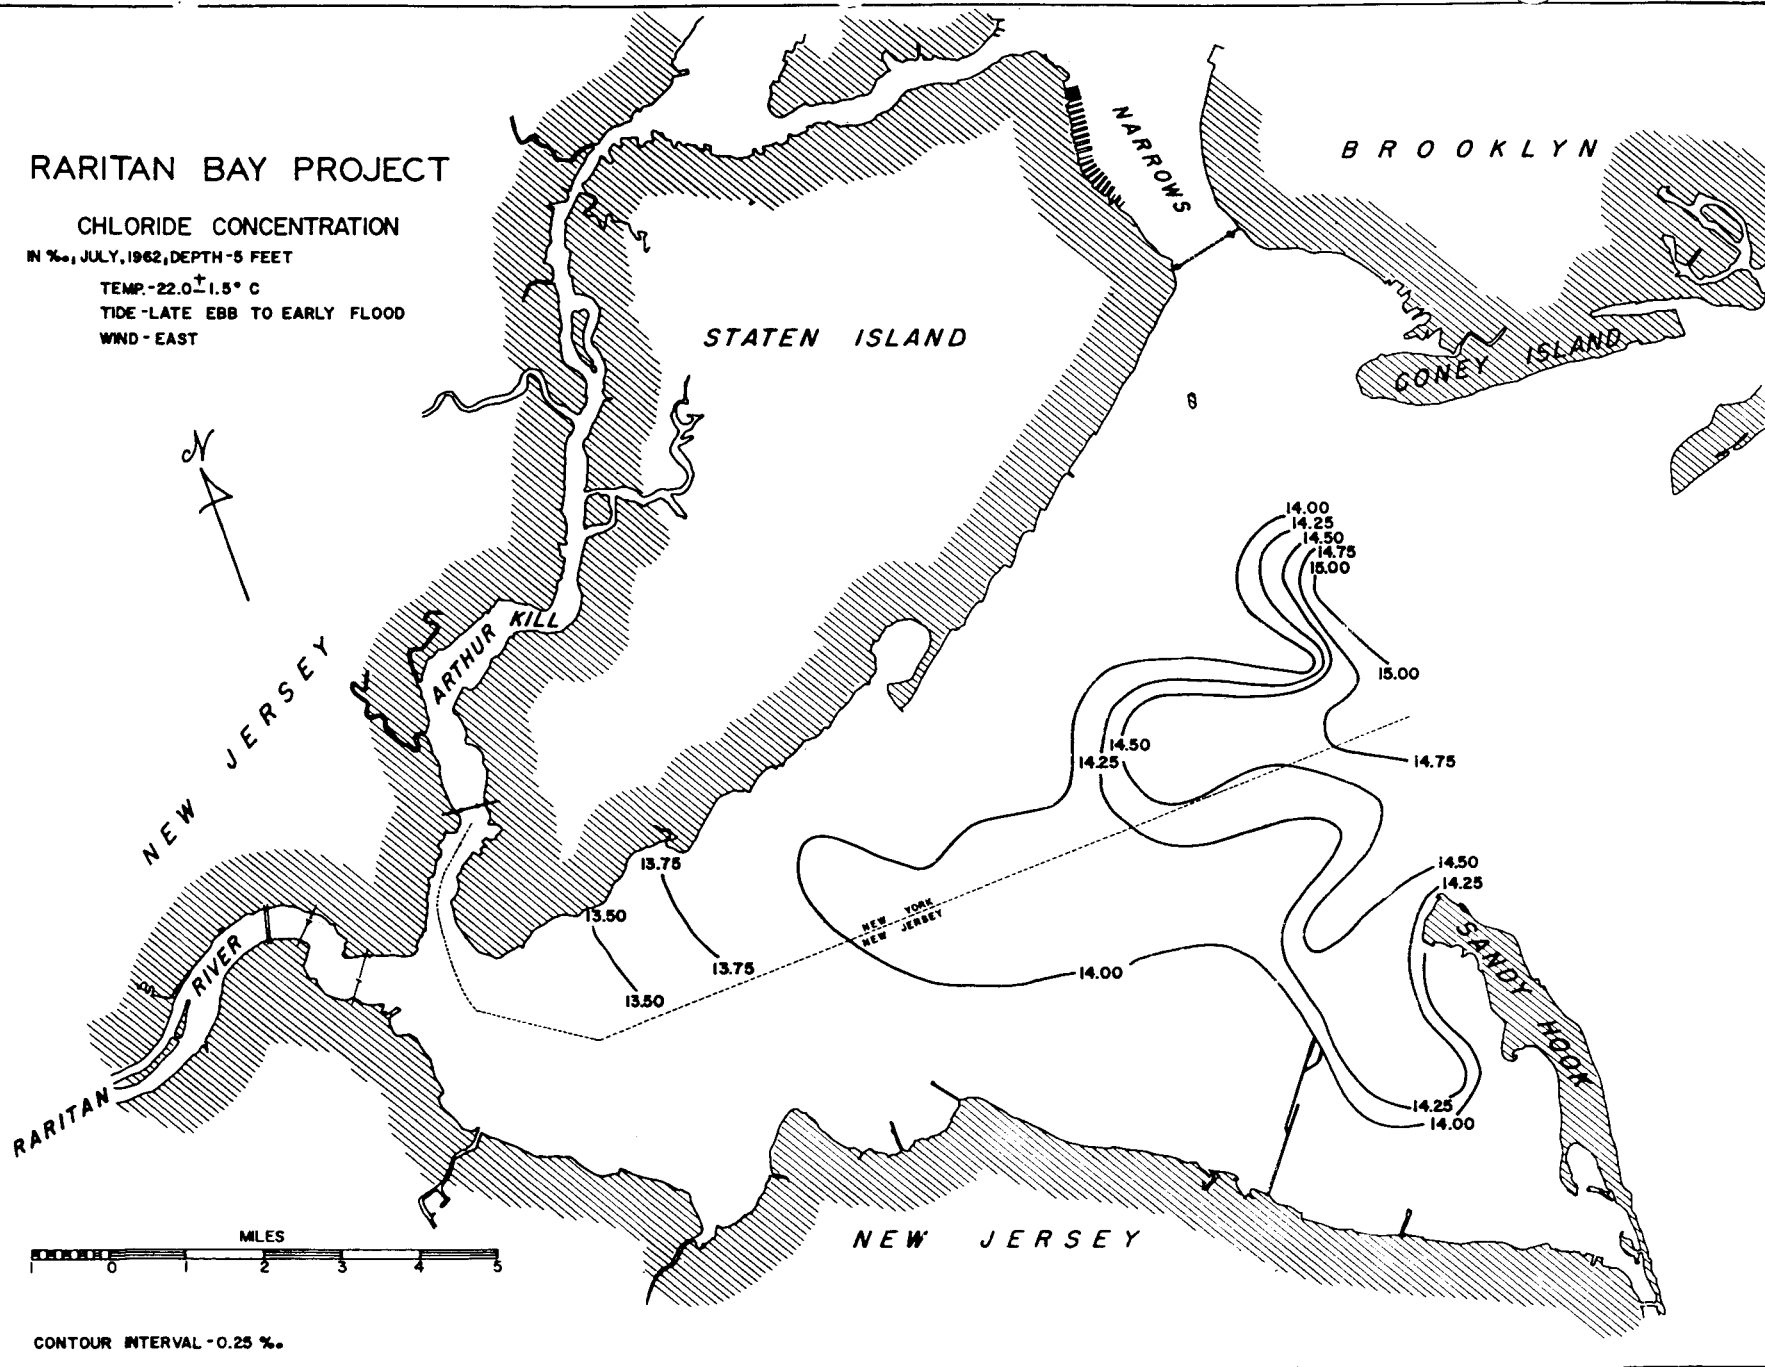 RARITAN BAY PROJECT
CHLORIDE CONCENTRATION
IN ‰, JULY, 1962, DEPTH-5 FEET
TEMP.-22.0±1.5° C
TIDE-LATE EBB TO EARLY FLOOD
WIND-EAST
N
NARROWS
BROOKLYN
STATEN ISLAND
CONEY ISLAND
ARTHUR KILL
NEW JERSEY
14.00
14.25
14.50
14.75
15.00
15.00
14.50
14.25
14.75
13.75
13.50
13.75
13.50
NEW YORK
NEW JERSEY
14.00
14.50
14.25
SANDY HOOK
14.25
14.00
RARITAN RIVER
NEW JERSEY
MILES
1 0 1 2 3 4 5
CONTOUR INTERVAL-0.25 ‰